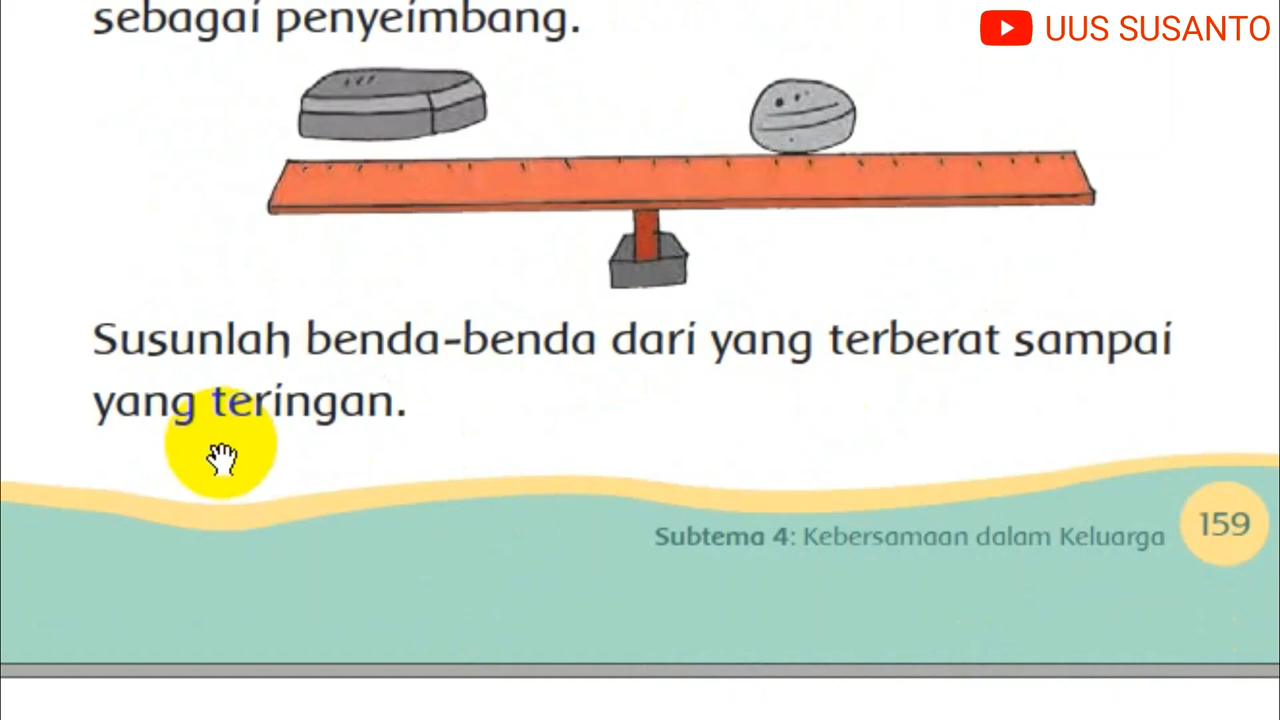 sebagai penyeimbang.
UUS SUSANTO
Susunlah benda-benda dari yang terberat sampai
yang teringan.
Subtema 4: Kebersamaan dalam Keluarga
159